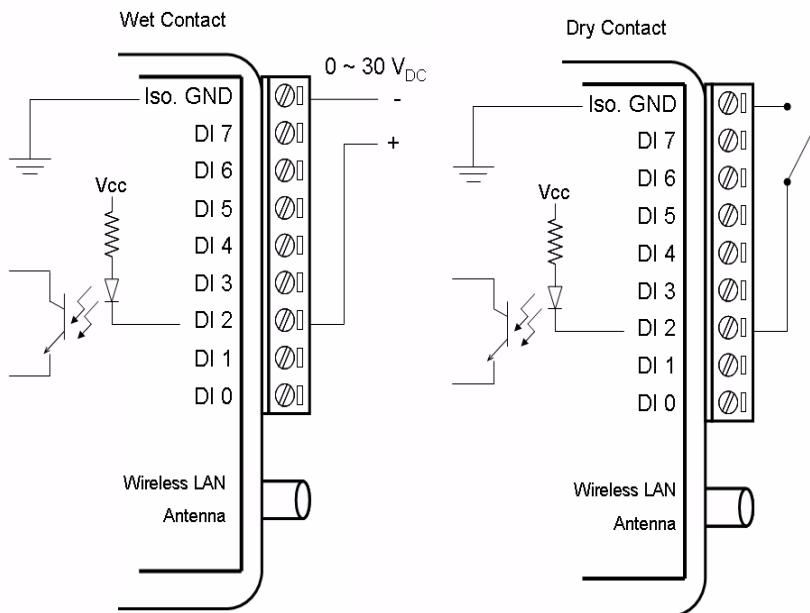 Wet Contact
0 ~ 30 VDC
Iso. GND
-
DI 7
+
DI 6
Vcc
DI 5
DI 4
DI 3
DI 2
DI 1
DI 0
Wireless LAN
Antenna
Dry Contact
Iso. GND
DI 7
DI 6
Vcc
DI 5
DI 4
DI 3
DI 2
DI 1
DI 0
Wireless LAN
Antenna